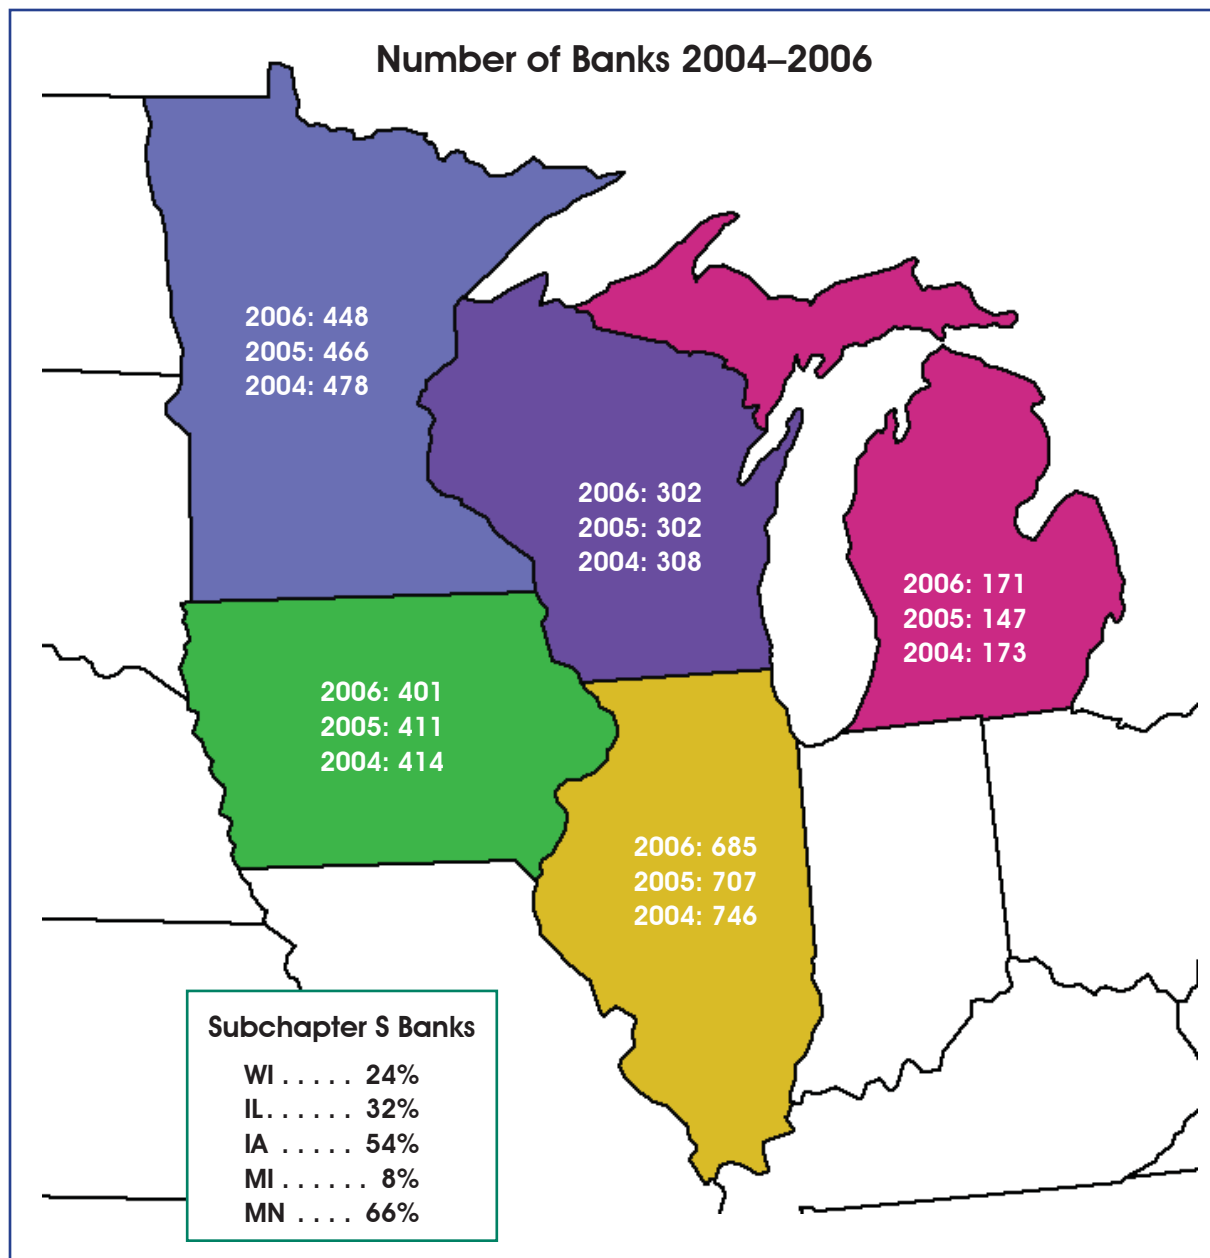 Number of Banks 2004–2006
2006: 448
2005: 466
2004: 478
2006: 302
2005: 302
2004: 308
2006: 171
2005: 147
2004: 173
2006: 401
2005: 411
2004: 414
2006: 685
2005: 707
2004: 746
Subchapter S Banks
WI . . . . . 24%
IL. . . . . . 32%
IA . . . . . 54%
MI . . . . . . 8%
MN . . . . 66%